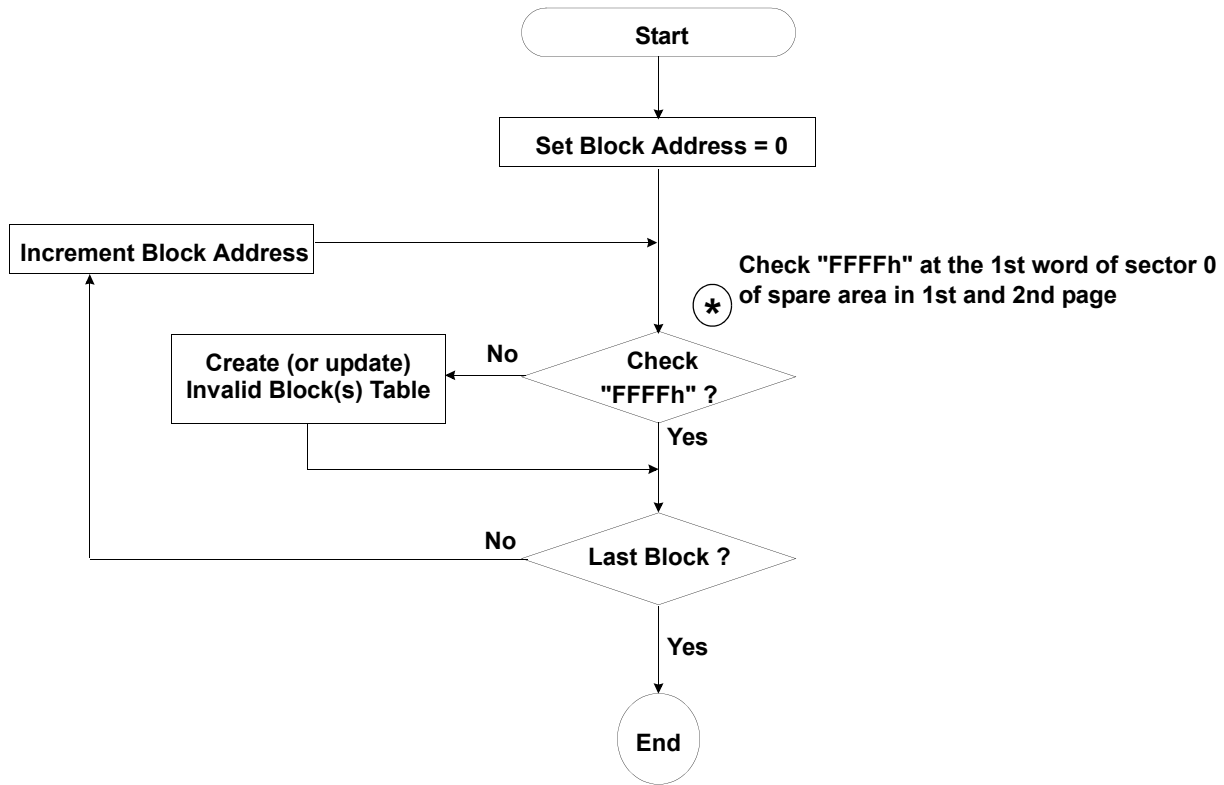 Start
Set Block Address = 0
Increment Block Address
Check "FFFFh" at the 1st word of sector 0
of spare area in 1st and 2nd page
*
Create (or update)
Invalid Block(s) Table
No
Check
"FFFFh" ?
Yes
No
Last Block ?
Yes
End